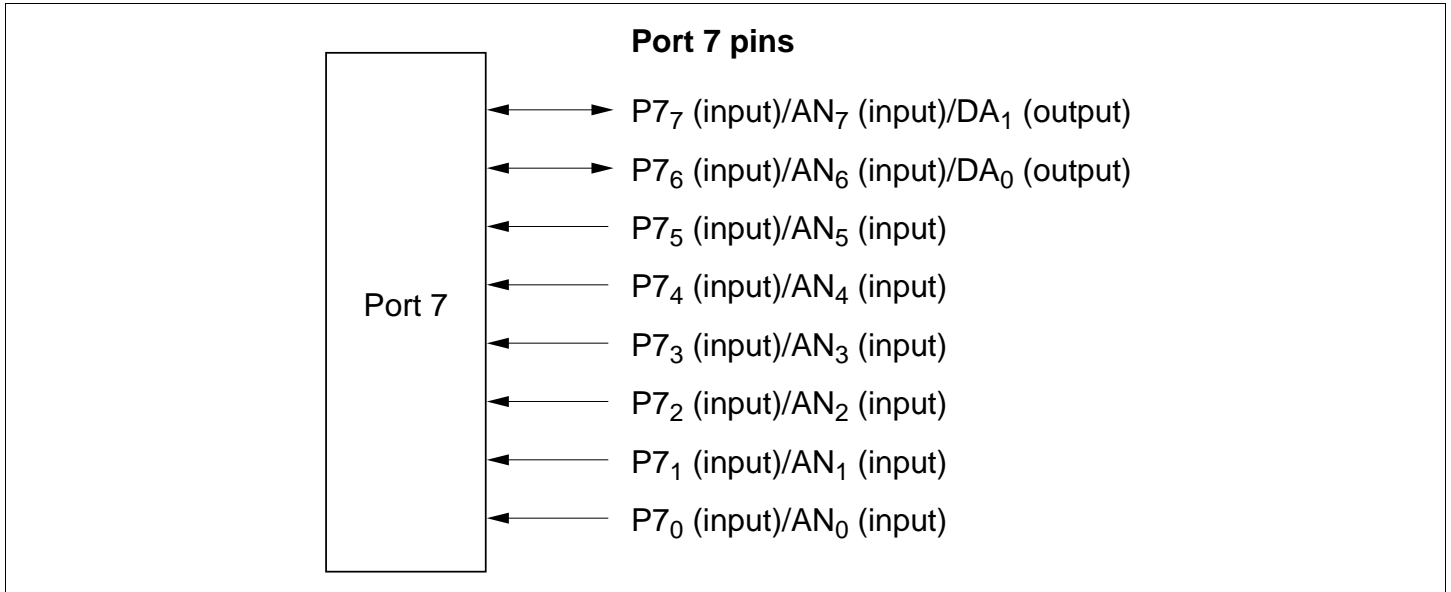 Port 7 pins
P7₇ (input)/AN₇ (input)/DA₁ (output)
P7₆ (input)/AN₆ (input)/DA₀ (output)
P7₅ (input)/AN₅ (input)
P7₄ (input)/AN₄ (input)
Port 7
P7₃ (input)/AN₃ (input)
P7₂ (input)/AN₂ (input)
P7₁ (input)/AN₁ (input)
P7₀ (input)/AN₀ (input)